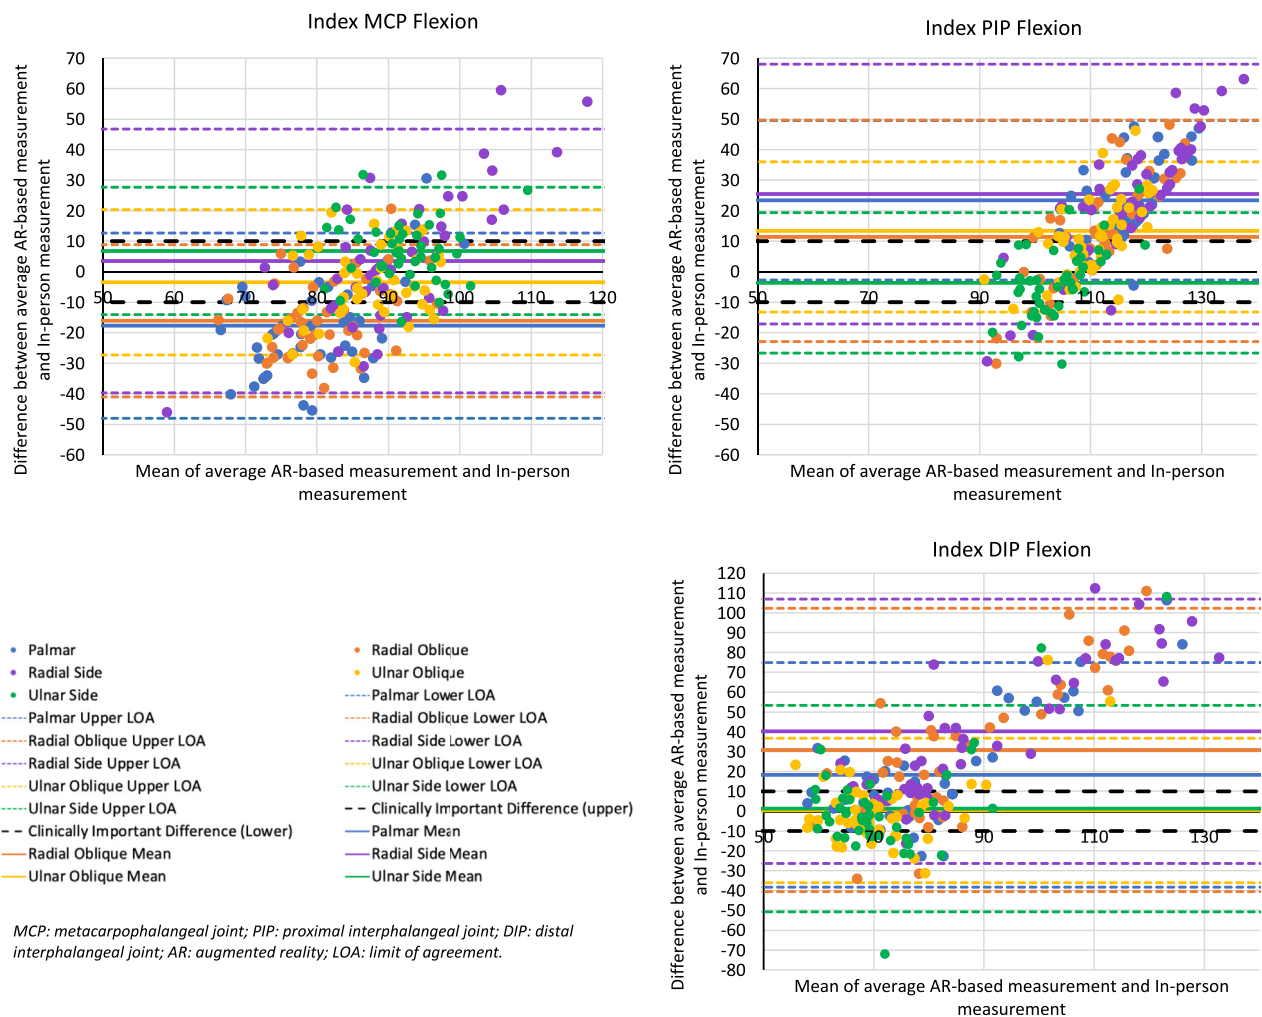 Index MCP Flexion
70
60
50
40
30
20
10
0
-10
-20
-30
-40
-50
-60
50 60 70 80 90 100 110 120
Difference between average AR-based measurement
and In-person measurement
Mean of average AR-based measurement and In-person
measurement
Index PIP Flexion
70
60
50
40
30
20
10
0
-10
-20
-30
-40
-50
-60
50 70 90 110 130
Difference between average AR-based measurement
and In-person measurement
Mean of average AR-based measurement and In-person
measurement
Index DIP Flexion
120
110
100
90
80
70
60
50
40
30
20
10
0
-10
-20
-30
-40
-50
-60
-70
-80
50 70 90 110 130
Difference between average AR-based measurement
and In-person measurement
Mean of average AR-based measurement and In-person
measurement
Palmar
Radial Oblique
Radial Side
Ulnar Oblique
Ulnar Side
Palmar Lower LOA
Palmar Upper LOA
Radial Oblique Lower LOA
Radial Oblique Upper LOA
Radial Side Lower LOA
Radial Side Upper LOA
Ulnar Oblique Lower LOA
Ulnar Oblique Upper LOA
Ulnar Side Lower LOA
Ulnar Side Upper LOA
Clinically Important Difference (upper)
Clinically Important Difference (Lower)
Palmar Mean
Radial Oblique Mean
Radial Side Mean
Ulnar Oblique Mean
Ulnar Side Mean
MCP: metacarpophalangeal joint; PIP: proximal interphalangeal joint; DIP: distal
interphalangeal joint; AR: augmented reality; LOA: limit of agreement.